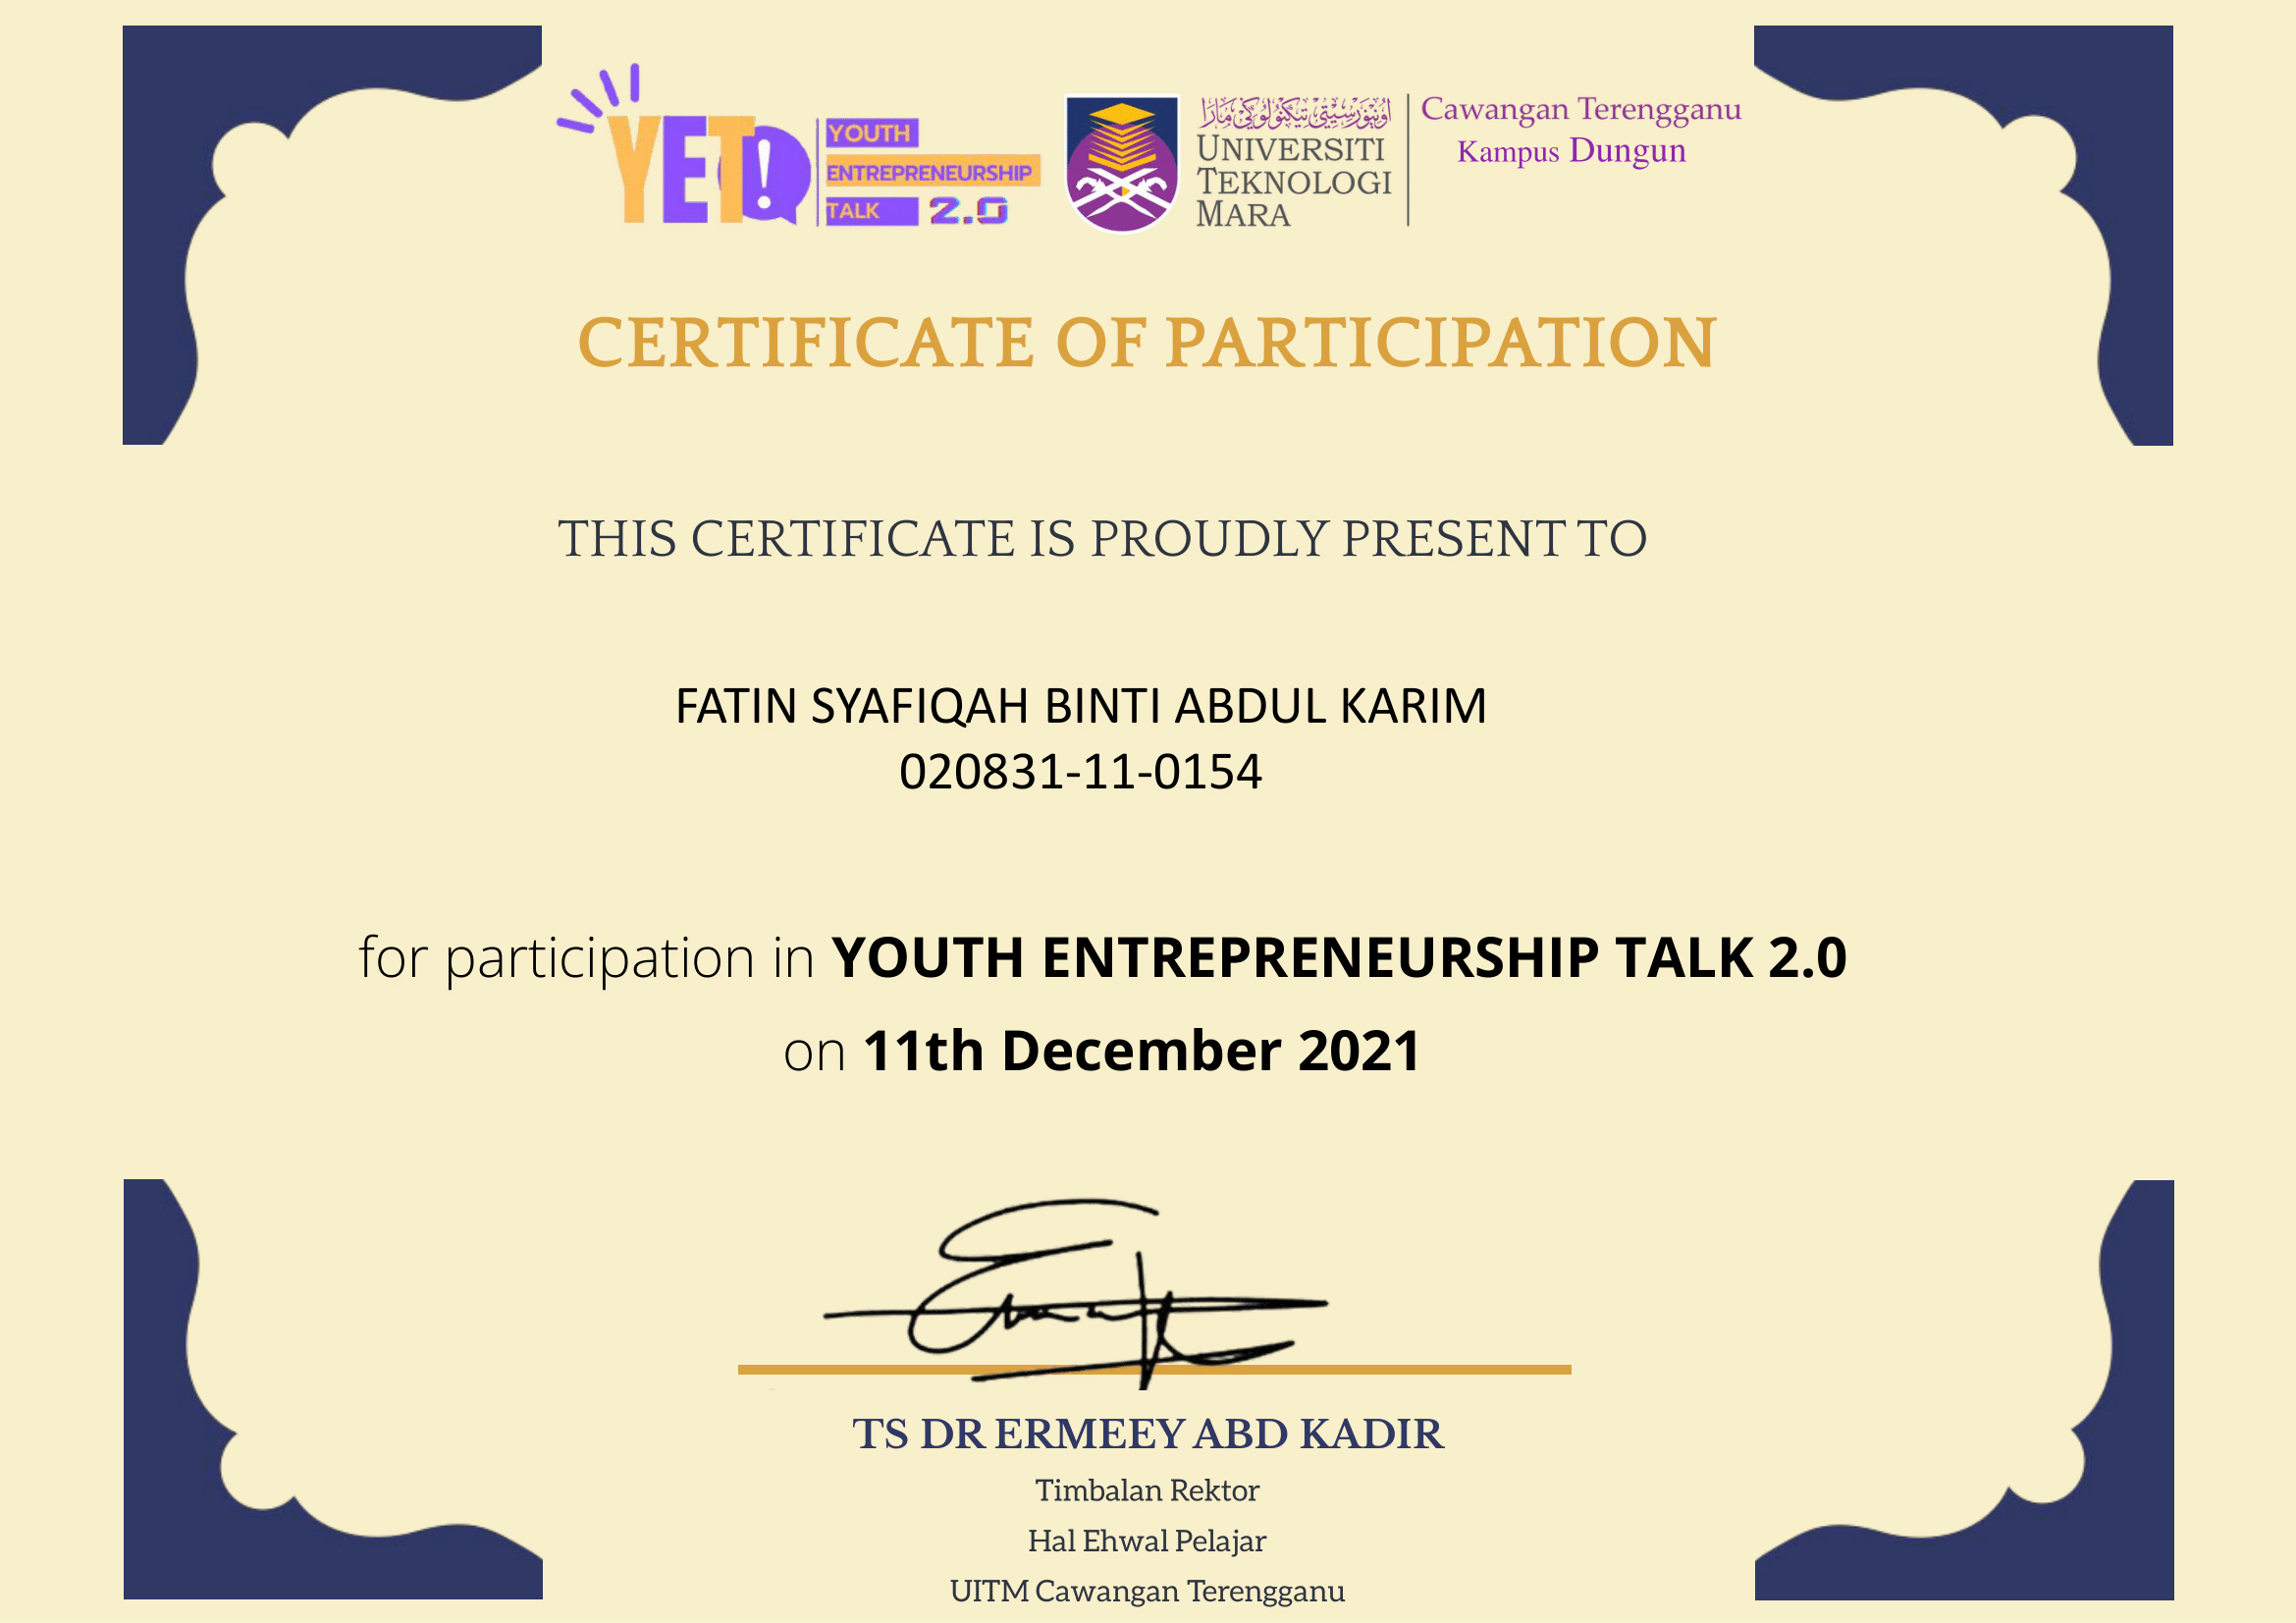 YET!
YOUTH
ENTREPRENEURSHIP
TALK 2.0
اونيۏرسيتي تيكنولوكي مارا
UNIVERSITI
TEKNOLOGI
MARA
Cawangan Terengganu
Kampus Dungun
CERTIFICATE OF PARTICIPATION
THIS CERTIFICATE IS PROUDLY PRESENT TO
FATIN SYAFIQAH BINTI ABDUL KARIM
020831-11-0154
for participation in YOUTH ENTREPRENEURSHIP TALK 2.0
on 11th December 2021
TS DR ERMEEY ABD KADIR
Timbalan Rektor
Hal Ehwal Pelajar
UITM Cawangan Terengganu